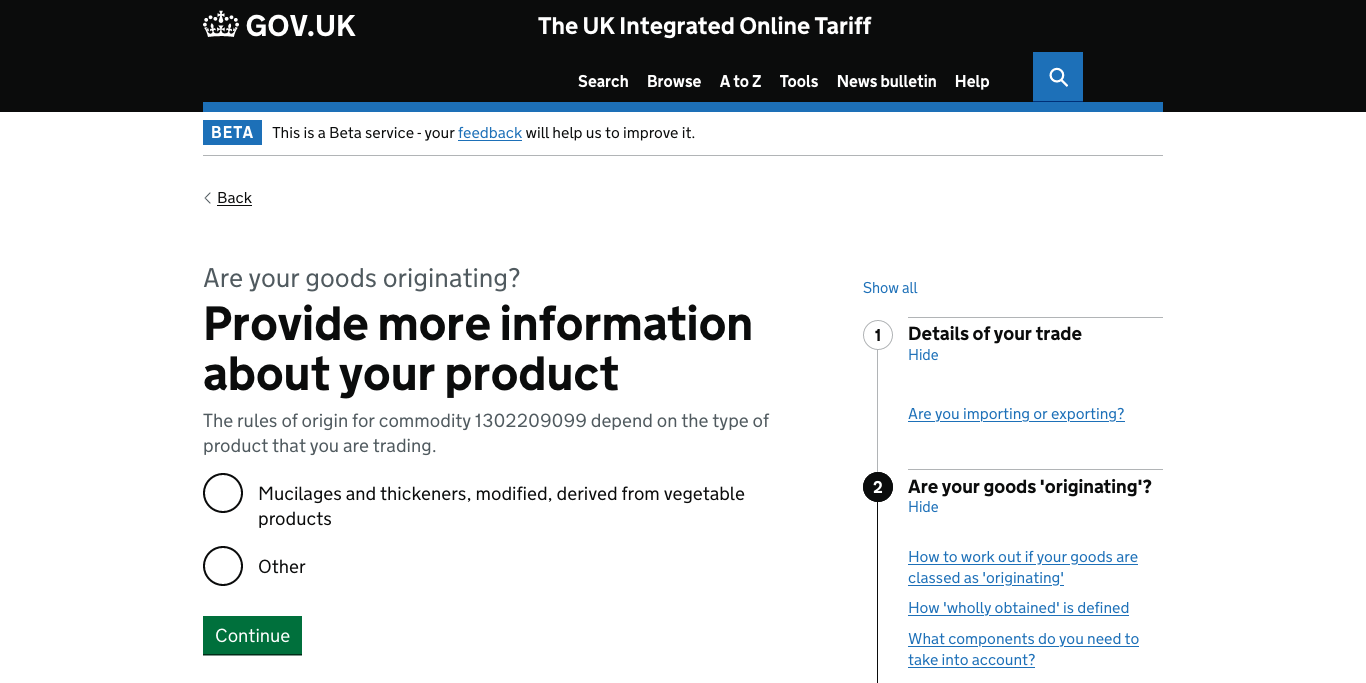 GOV.UK
The UK Integrated Online Tariff
Search Browse A to Z Tools News bulletin Help
BETA This is a Beta service - your feedback will help us to improve it.
Back
Are your goods originating?
Provide more information
about your product
The rules of origin for commodity 1302209099 depend on the type of
product that you are trading.
Mucilages and thickeners, modified, derived from vegetable
products
Other
Continue
Show all
1 Details of your trade
Hide
Are you importing or exporting?
2 Are your goods 'originating'?
Hide
How to work out if your goods are
classed as 'originating'
How 'wholly obtained' is defined
What components do you need to
take into account?